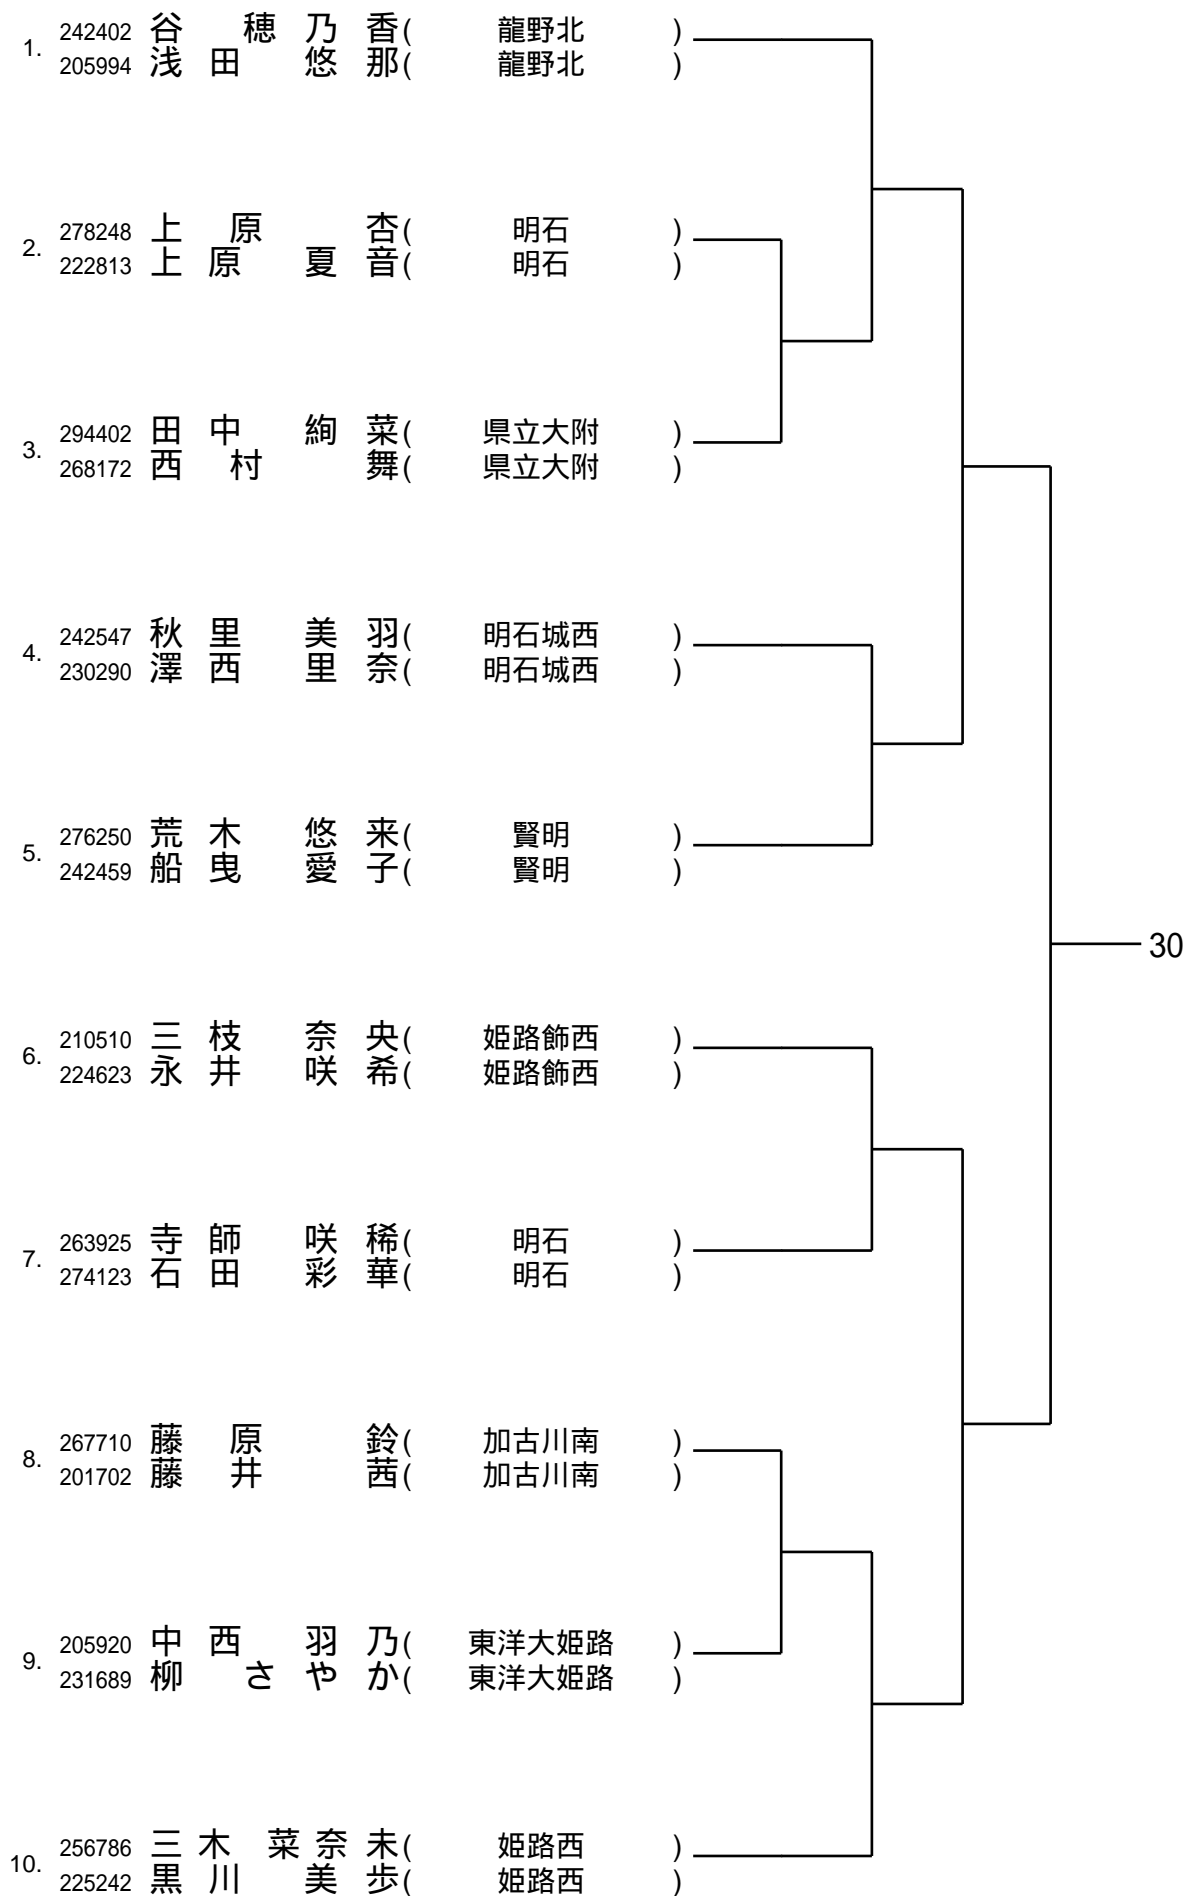 1. 242402 谷 穂乃香( 龍野北 )
205994 浅田 悠那( 龍野北 )
2. 278248 上原 杏( 明石 )
222813 上原 夏音( 明石 )
3. 294402 田中 絢菜( 県立大附 )
268172 西村 舞( 県立大附 )
4. 242547 秋里 美羽( 明石城西 )
230290 澤西 里奈( 明石城西 )
5. 276250 荒木 悠来( 賢明 )
242459 船曳 愛子( 賢明 )
30
6. 210510 三枝 奈央( 姫路飾西 )
224623 永井 咲希( 姫路飾西 )
7. 263925 寺師 咲稀( 明石 )
274123 石田 彩華( 明石 )
8. 267710 藤原 鈴( 加古川南 )
201702 藤井 茜( 加古川南 )
9. 205920 中西 羽乃( 東洋大姫路 )
231689 柳 さやか( 東洋大姫路 )
10. 256786 三木 菜奈未( 姫路西 )
225242 黒川 美歩( 姫路西 )